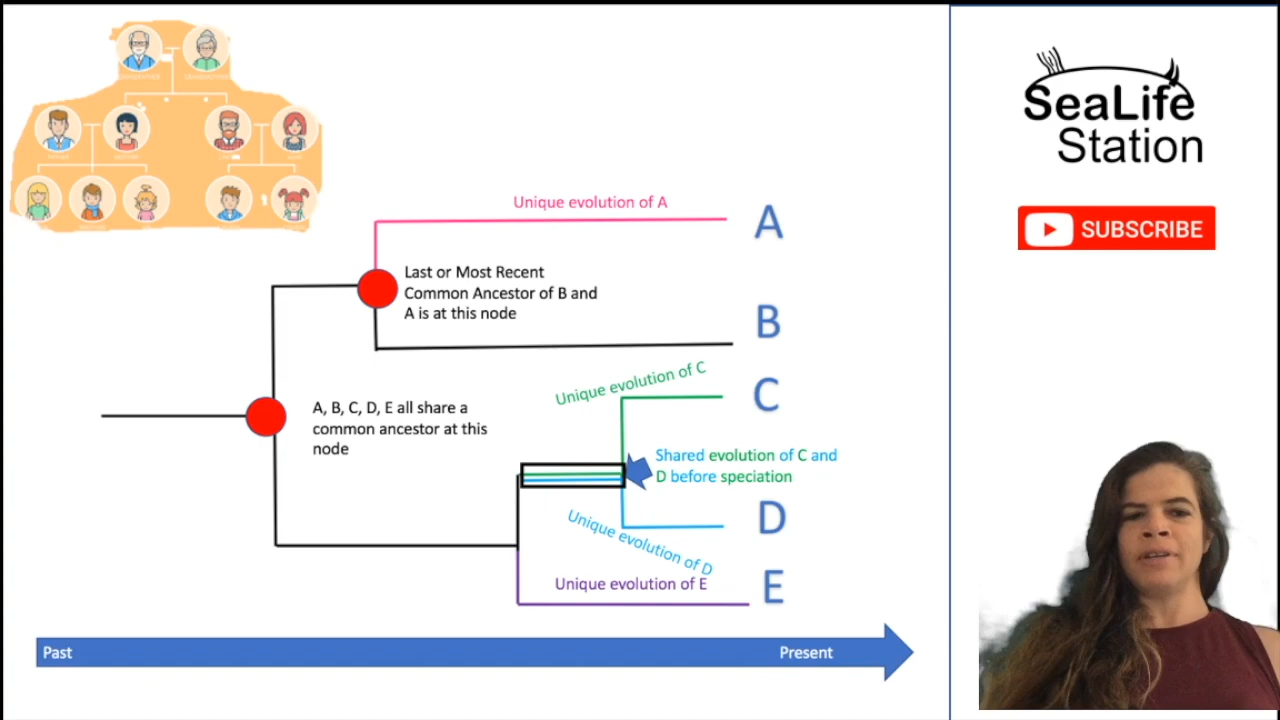 SeaLife
Station
SUBSCRIBE
Unique evolution of A
A
Last or Most Recent
Common Ancestor of B and
A is at this node
B
Unique evolution of C
C
A, B, C, D, E all share a
common ancestor at this
node
Shared evolution of C and
D before speciation
D
Unique evolution of D
Unique evolution of E
E
Past
Present